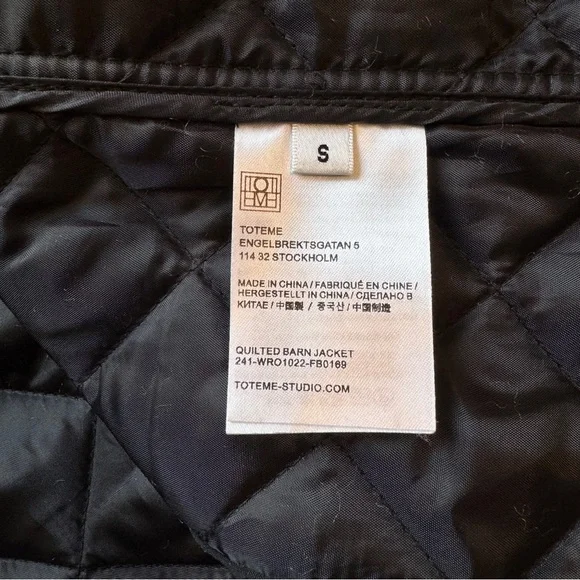 S
TOTEME
TOTEME
ENGELBREKTSGATAN 5
114 32 STOCKHOLM
MADE IN CHINA / FABRIQUÉ EN CHINE /
HERGESTELLT IN CHINA / СДЕЛАНО В
КИТАЕ / 中国製 / 중국산 / 中国制造
QUILTED BARN JACKET
241-WRO1022-FB0169
TOTEME-STUDIO.COM